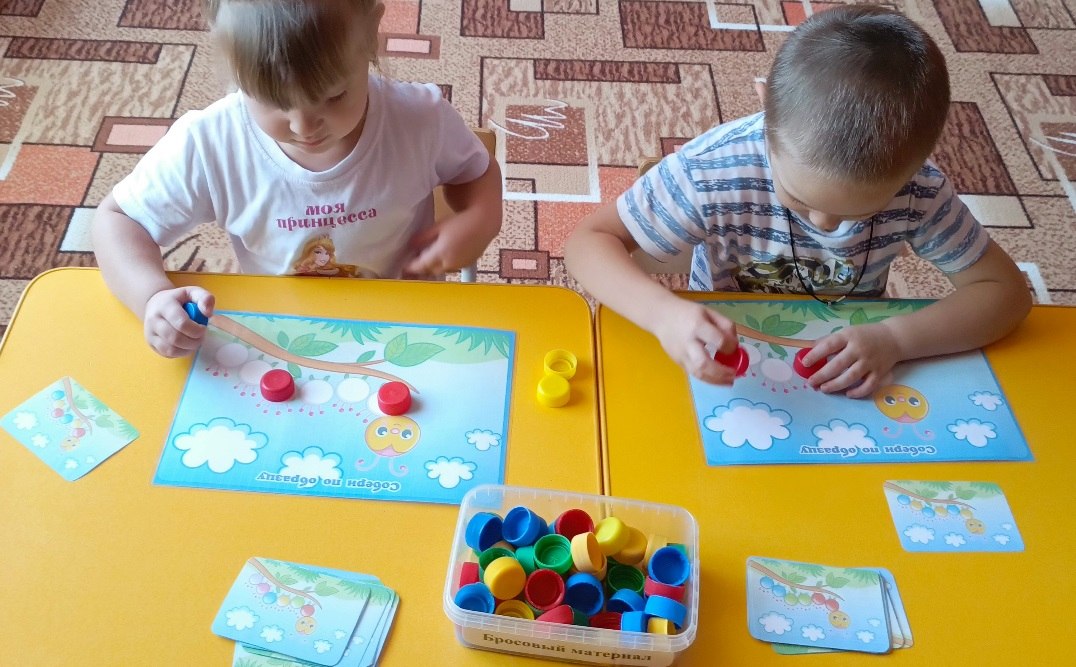 моя
принцесса
Собери по образцу
Собери по образцу
Бросовый материал